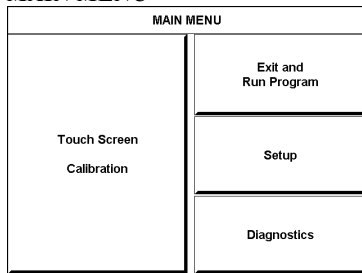 MAIN MENU
Touch Screen
Calibration
Exit and
Run Program
Setup
Diagnostics